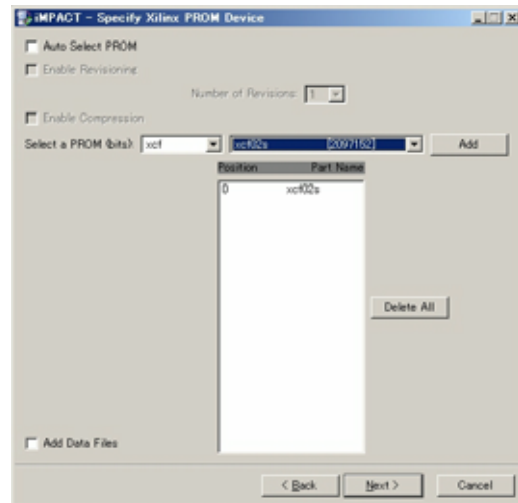 iMPACT - Specify Xilinx PROM Device
Auto Select PROM
Enable Revisioning
Number of Revisions: 1
Enable Compression
Select a PROM (bits): xcf xcf02s [2097152] Add
Position Part Name
0 xcf02s
Delete All
Add Data Files
< Back Next > Cancel